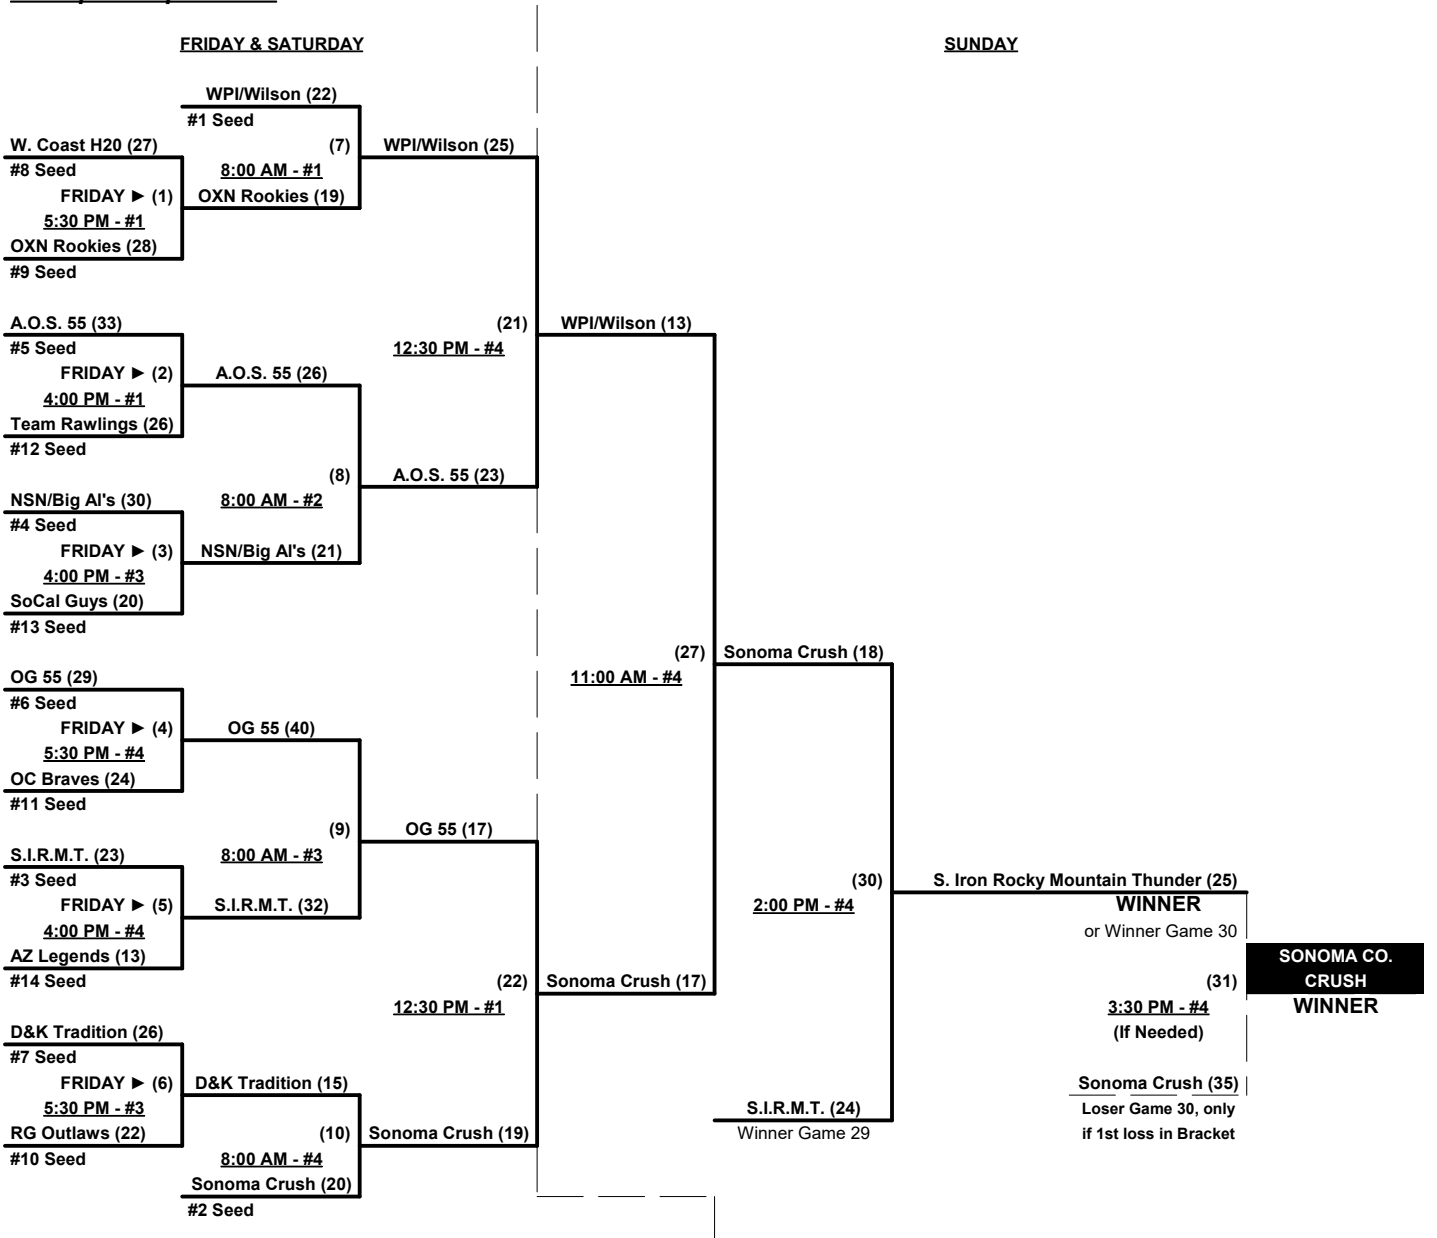 FRIDAY & SATURDAY
SUNDAY
WPI/Wilson (22)
#1 Seed
W. Coast H20 (27)
(7)
WPI/Wilson (25)
#8 Seed
8:00 AM - #1
FRIDAY ► (1)
OXN Rookies (19)
5:30 PM - #1
OXN Rookies (28)
#9 Seed
A.O.S. 55 (33)
(21)
WPI/Wilson (13)
#5 Seed
12:30 PM - #4
FRIDAY ► (2)
A.O.S. 55 (26)
4:00 PM - #1
Team Rawlings (26)
#12 Seed
(8)
A.O.S. 55 (23)
NSN/Big Al's (30)
8:00 AM - #2
#4 Seed
FRIDAY ► (3)
NSN/Big Al's (21)
4:00 PM - #3
SoCal Guys (20)
#13 Seed
(27)
Sonoma Crush (18)
OG 55 (29)
11:00 AM - #4
#6 Seed
FRIDAY ► (4)
OG 55 (40)
5:30 PM - #4
OC Braves (24)
#11 Seed
(9)
OG 55 (17)
S.I.R.M.T. (23)
8:00 AM - #3
#3 Seed
(30)
S. Iron Rocky Mountain Thunder (25)
FRIDAY ► (5)
S.I.R.M.T. (32)
2:00 PM - #4
WINNER
4:00 PM - #4
or Winner Game 30
AZ Legends (13)
SONOMA CO.
#14 Seed
(22)
Sonoma Crush (17)
(31)
CRUSH
12:30 PM - #1
3:30 PM - #4
WINNER
D&K Tradition (26)
(If Needed)
#7 Seed
FRIDAY ► (6)
D&K Tradition (15)
Sonoma Crush (35)
5:30 PM - #3
S.I.R.M.T. (24)
Loser Game 30, only
RG Outlaws (22)
(10)
Sonoma Crush (19)
Winner Game 29
if 1st loss in Bracket
#10 Seed
8:00 AM - #4
Sonoma Crush (20)
#2 Seed